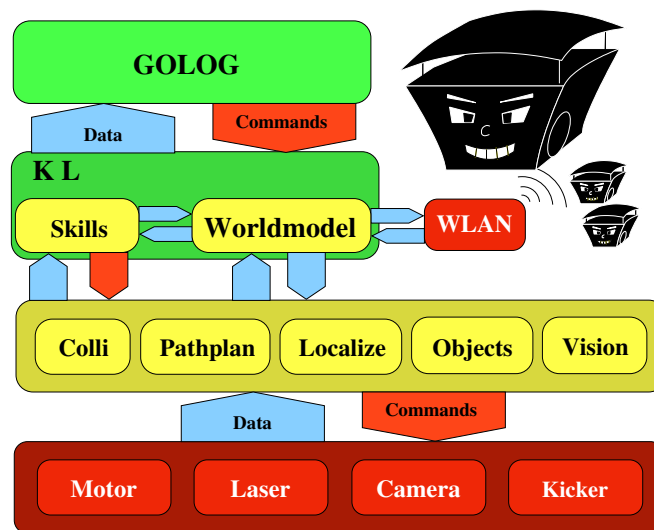 GOLOG
Data
Commands
K L
Skills
Worldmodel
WLAN
Colli
Pathplan
Localize
Objects
Vision
Data
Commands
Motor
Laser
Camera
Kicker